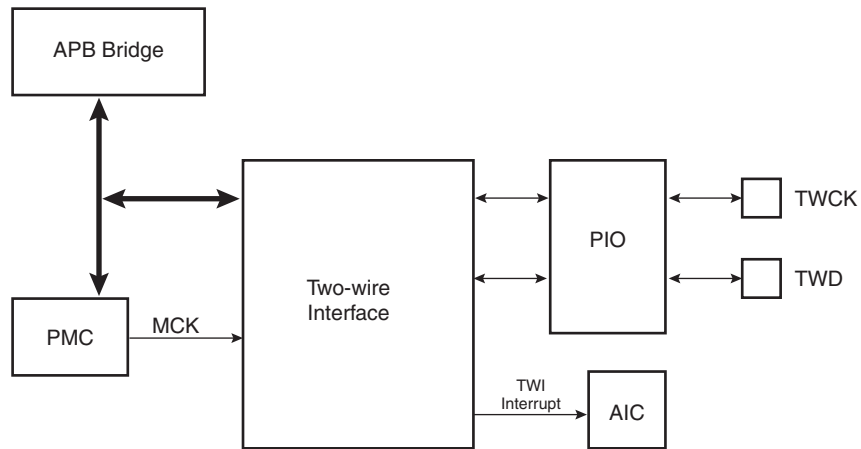 APB Bridge
TWCK
PIO
Two-wire
Interface
TWD
MCK
PMC
TWI
Interrupt
AIC